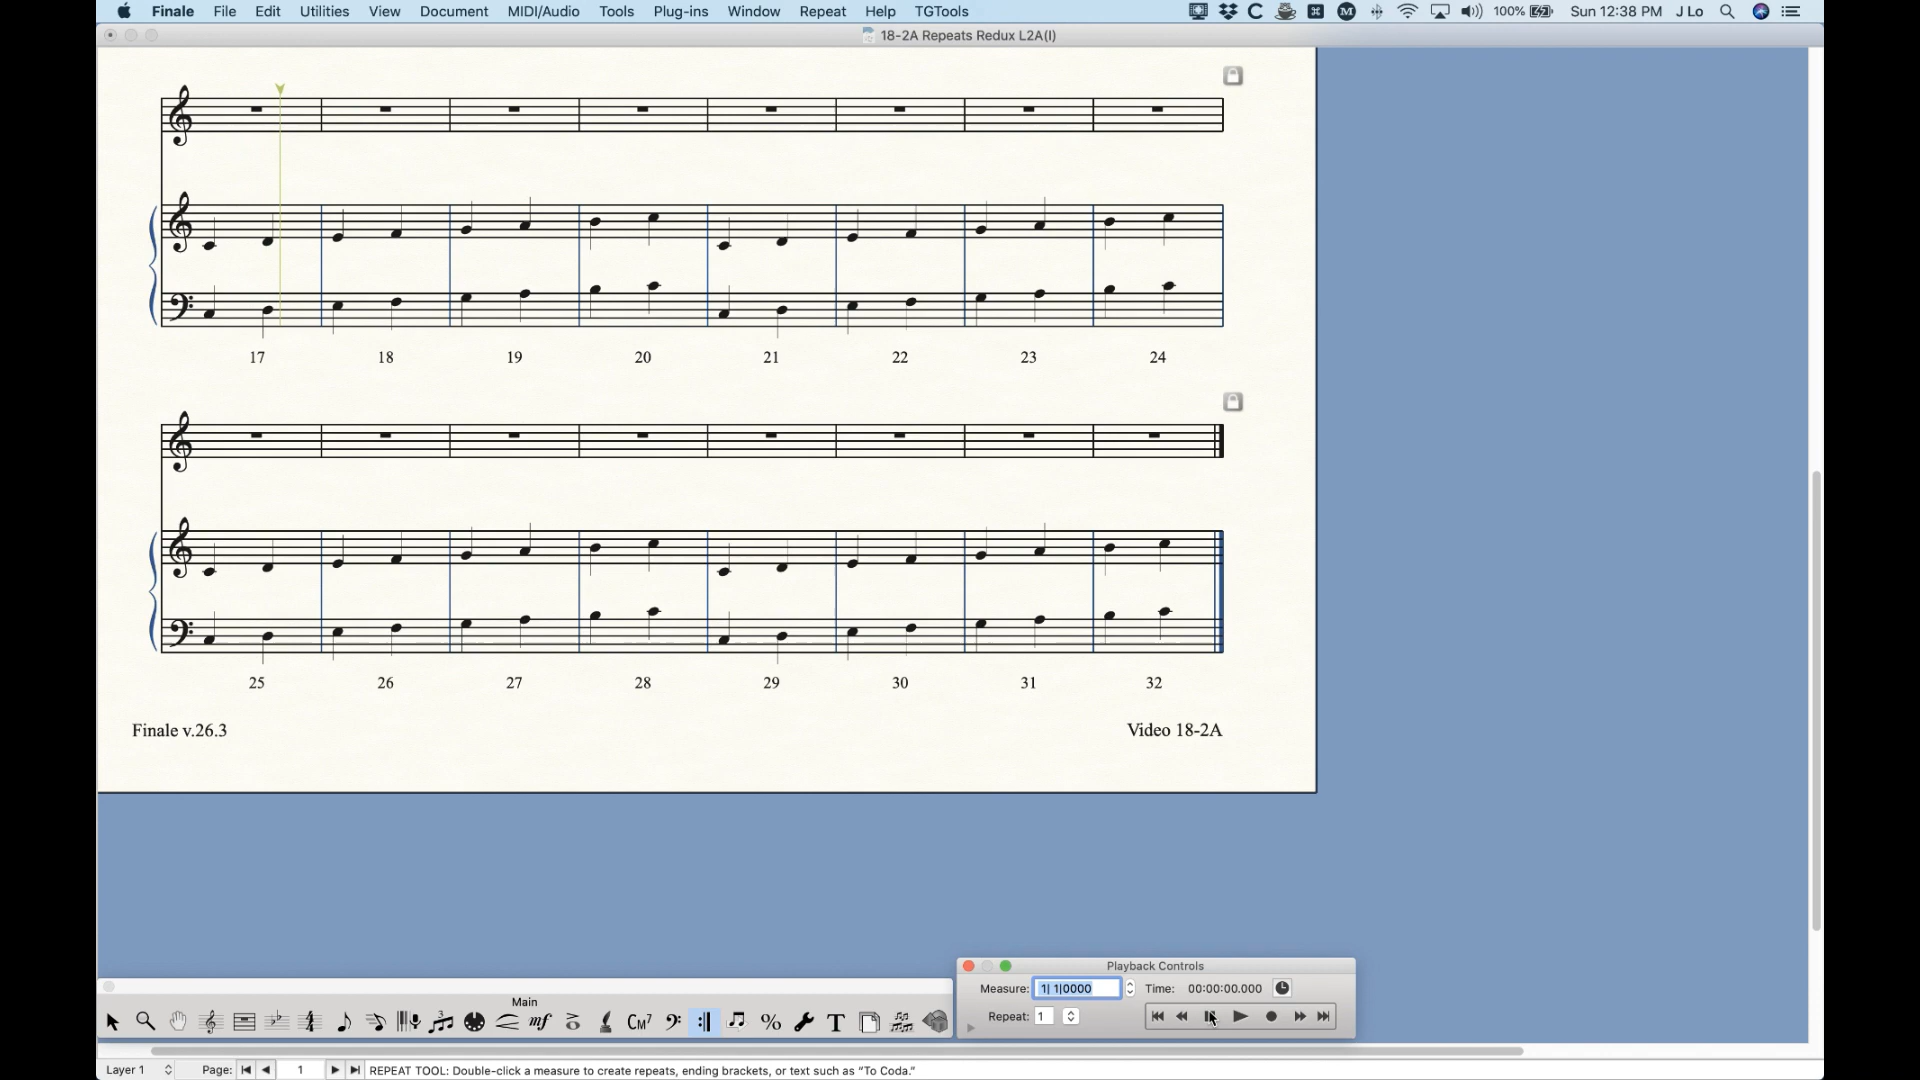 Finale File Edit Utilities View Document MIDI/Audio Tools Plug-ins Window Repeat Help TGTools 100% Sun 12:38 PM J Lo
18-2A Repeats Redux L2A(I)
17 18 19 20 21 22 23 24
25 26 27 28 29 30 31 32
Finale v.26.3 Video 18-2A
Playback Controls
Measure: 1| 1|0000 Time: 00:00:00.000
Repeat: 1
Main
mf CM7 % T
Layer 1 Page: 1 REPEAT TOOL: Double-click a measure to create repeats, ending brackets, or text such as “To Coda.”